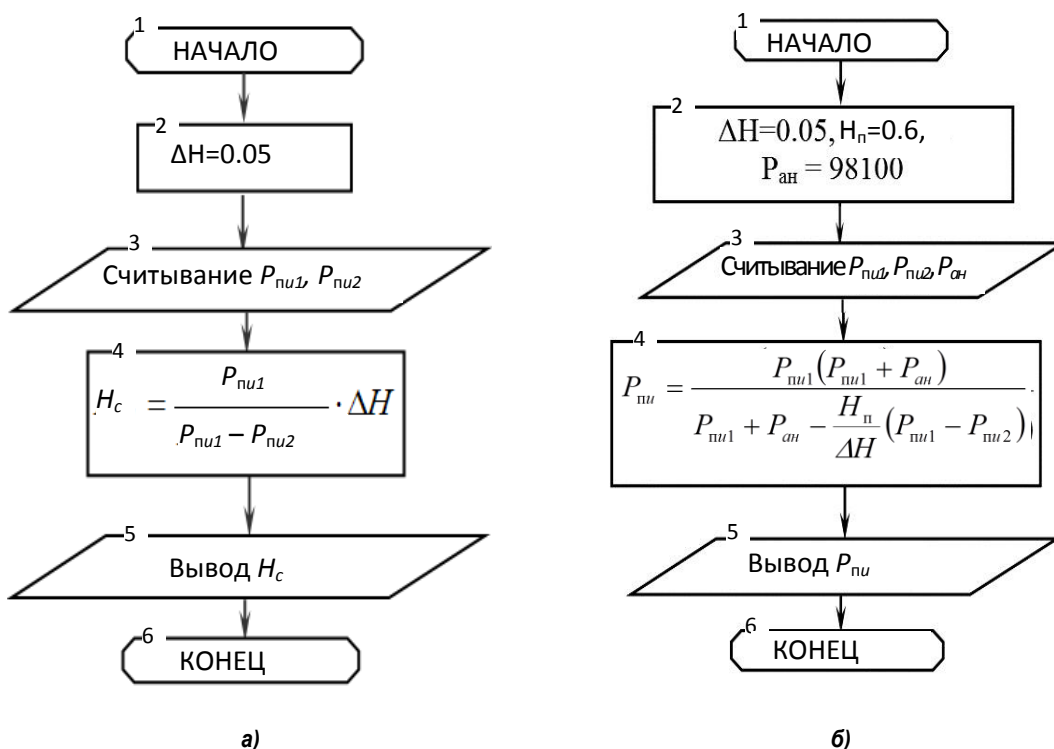 1
НАЧАЛО
2
ΔH=0.05
3
Считывание Pпи1, Pпи2
4
Hс = Pпи1 / (Pпи1 – Pпи2) · ΔH
5
Вывод Hс
6
КОНЕЦ
а)
1
НАЧАЛО
2
ΔH=0.05, Hп=0.6,
Pан = 98100
3
Считывание Pпи1, Pпи2, Pан
4
Pпи = Pпи1(Pпи1 + Pан) / (Pпи1 + Pан − Hп/ΔH (Pпи1 − Pпи2))
5
Вывод Pпи
6
КОНЕЦ
б)